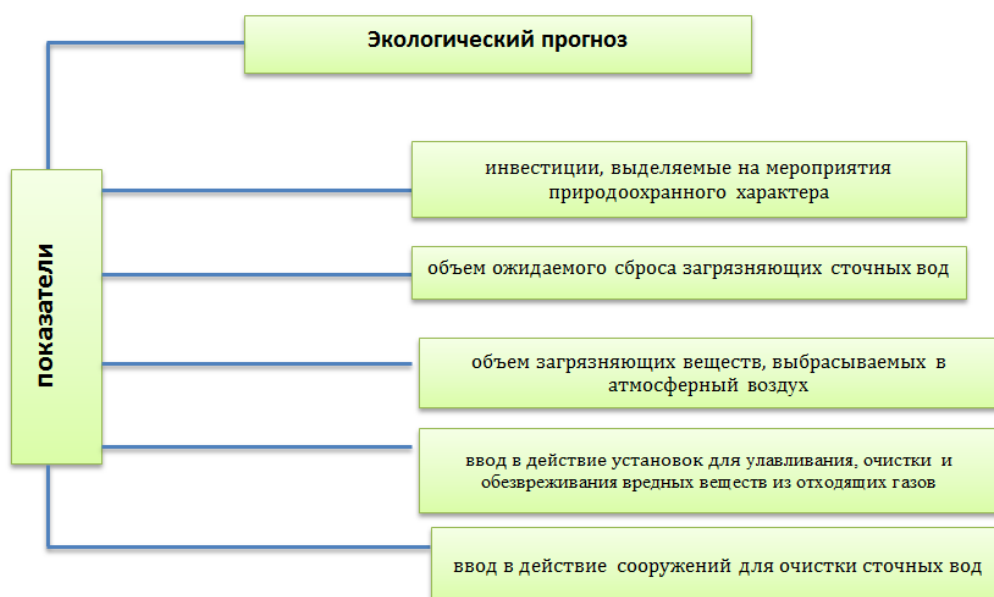 Экологический прогноз
показатели
инвестиции, выделяемые на мероприятия
природоохранного характера
объем ожидаемого сброса загрязняющих сточных вод
объем загрязняющих веществ, выбрасываемых в
атмосферный воздух
ввод в действие установок для улавливания, очистки и
обезвреживания вредных веществ из отходящих газов
ввод в действие сооружений для очистки сточных вод